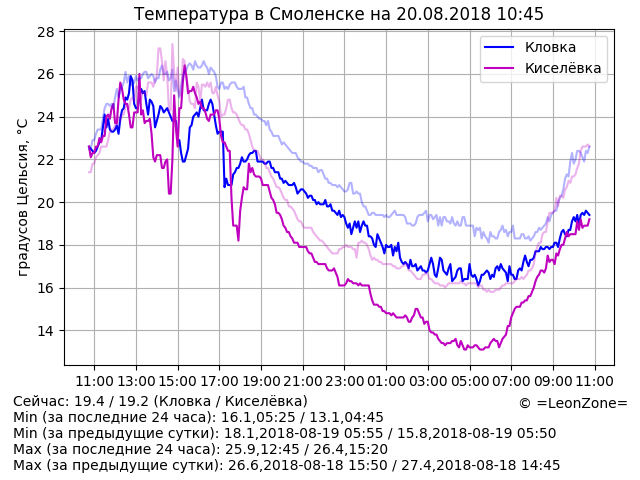 Температура в Смоленске на 20.08.2018 10:45
Кловка
Киселёвка
градусов Цельсия, °C
28
26
24
22
20
18
16
14
11:00 13:00 15:00 17:00 19:00 21:00 23:00 01:00 03:00 05:00 07:00 09:00 11:00
Сейчас: 19.4 / 19.2 (Кловка / Киселёвка)
© =LeonZone=
Min (за последние 24 часа): 16.1,05:25 / 13.1,04:45
Min (за предыдущие сутки): 18.1,2018-08-19 05:55 / 15.8,2018-08-19 05:50
Max (за последние 24 часа): 25.9,12:45 / 26.4,15:20
Max (за предыдущие сутки): 26.6,2018-08-18 15:50 / 27.4,2018-08-18 14:45